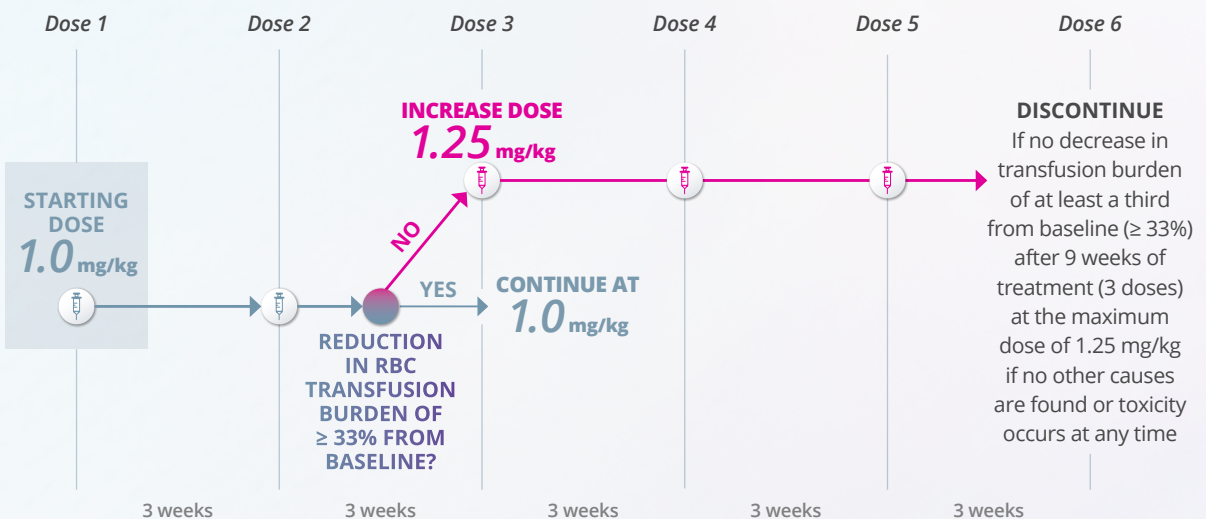 Dose 1
Dose 2
Dose 3
Dose 4
Dose 5
Dose 6
STARTING
DOSE
1.0 mg/kg
INCREASE DOSE
1.25 mg/kg
NO
YES
CONTINUE AT
1.0 mg/kg
REDUCTION
IN RBC
TRANSFUSION
BURDEN OF
≥ 33% FROM
BASELINE?
DISCONTINUE
If no decrease in
transfusion burden
of at least a third
from baseline (≥ 33%)
after 9 weeks of
treatment (3 doses)
at the maximum
dose of 1.25 mg/kg
if no other causes
are found or toxicity
occurs at any time
3 weeks
3 weeks
3 weeks
3 weeks
3 weeks